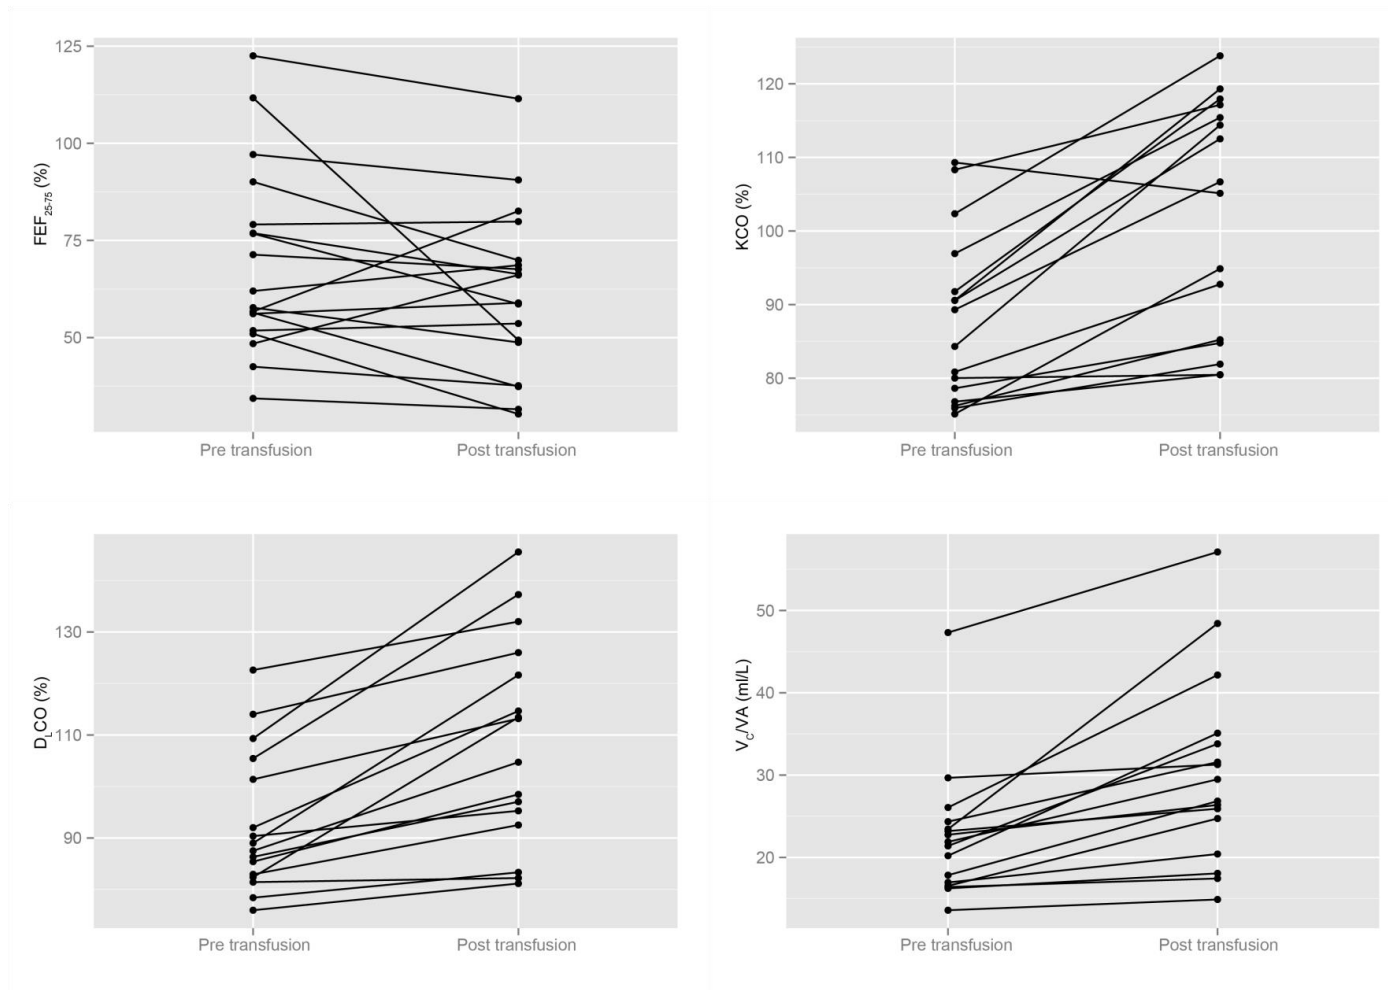 125
100
75
50
FEF25-75 (%)
Pre transfusion Post transfusion
120
110
100
90
80
KCO (%)
Pre transfusion Post transfusion
130
110
90
DLCO (%)
Pre transfusion Post transfusion
50
40
30
20
VC/VA (ml/L)
Pre transfusion Post transfusion